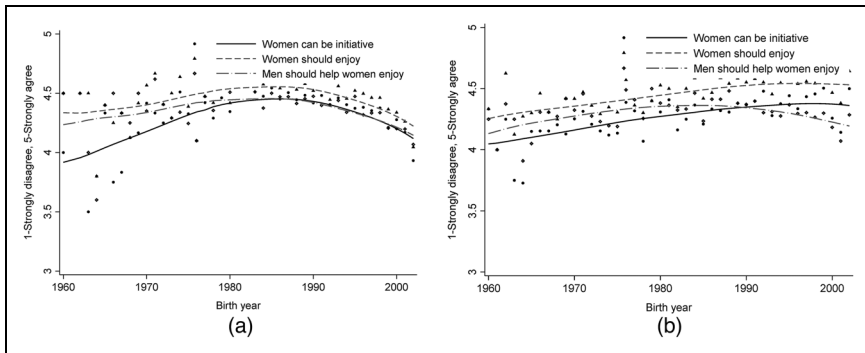 5
4.5
4
3.5
3
1-Strongly disagree, 5-Strongly agree
Women can be initiative
Women should enjoy
Men should help women enjoy
1960 1970 1980 1990 2000
Birth year
(a)
5
4.5
4
3.5
3
1-Strongly disagree, 5-Strongly agree
Women can be initiative
Women should enjoy
Men should help women enjoy
1960 1970 1980 1990 2000
Birth year
(b)